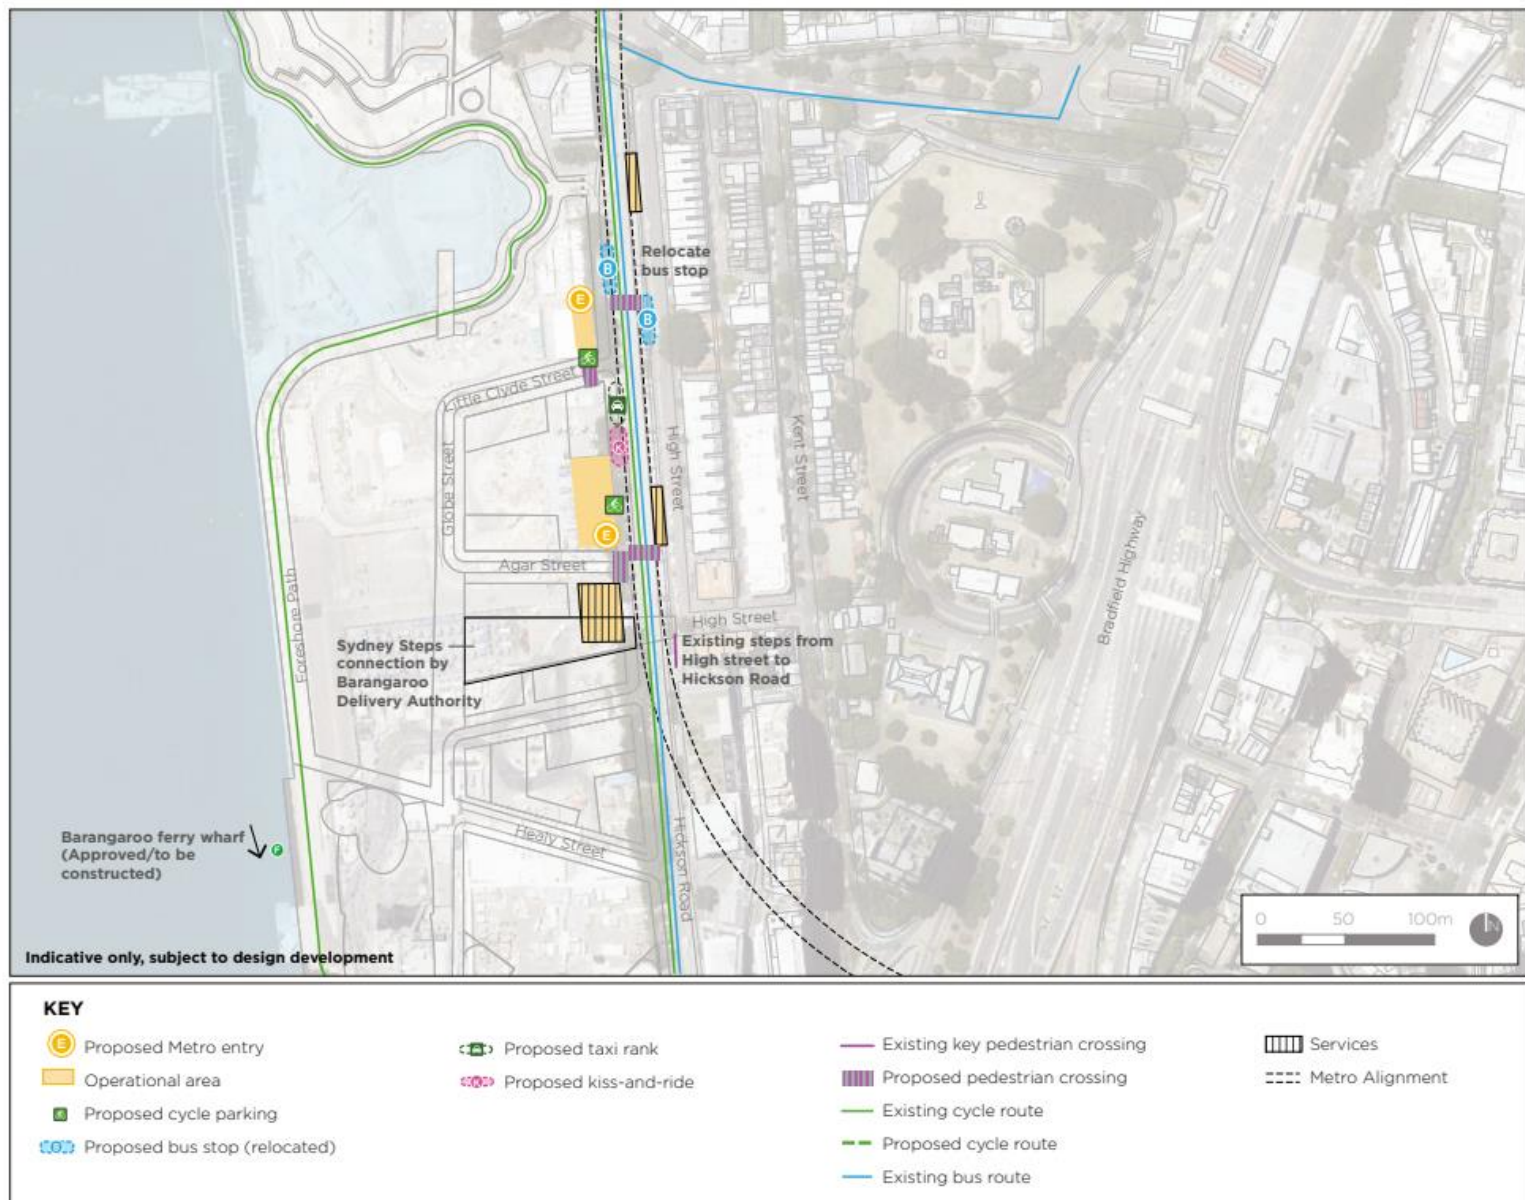 Relocate
bus stop
B
E
B
Little Clyde Street
K
High Street
Kent Street
Globe Street
E
Agar Street
High Street
Bradfield Highway
Foreshore Path
Sydney Steps
connection by
Barangaroo
Delivery Authority
Existing steps from
High street to
Hickson Road
Barangaroo ferry wharf
(Approved/to be
constructed)
F
Healy Street
Hickson Road
0 50 100m
N
Indicative only, subject to design development
KEY
E Proposed Metro entry
Operational area
Proposed cycle parking
Proposed bus stop (relocated)
Proposed taxi rank
K Proposed kiss-and-ride
Existing key pedestrian crossing
Proposed pedestrian crossing
Existing cycle route
Proposed cycle route
Existing bus route
Services
Metro Alignment